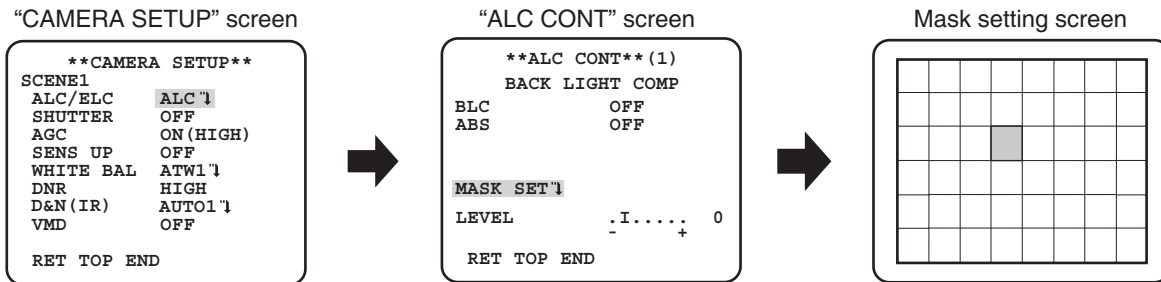 “CAMERA SETUP” screen
**CAMERA SETUP**
SCENE1
ALC/ELC ALC
SHUTTER OFF
AGC ON(HIGH)
SENS UP OFF
WHITE BAL ATW1
DNR HIGH
D&N(IR) AUTO1
VMD OFF
RET TOP END
“ALC CONT” screen
**ALC CONT**(1)
BACK LIGHT COMP
BLC OFF
ABS OFF
MASK SET
LEVEL .I..... 0
- +
RET TOP END
Mask setting screen